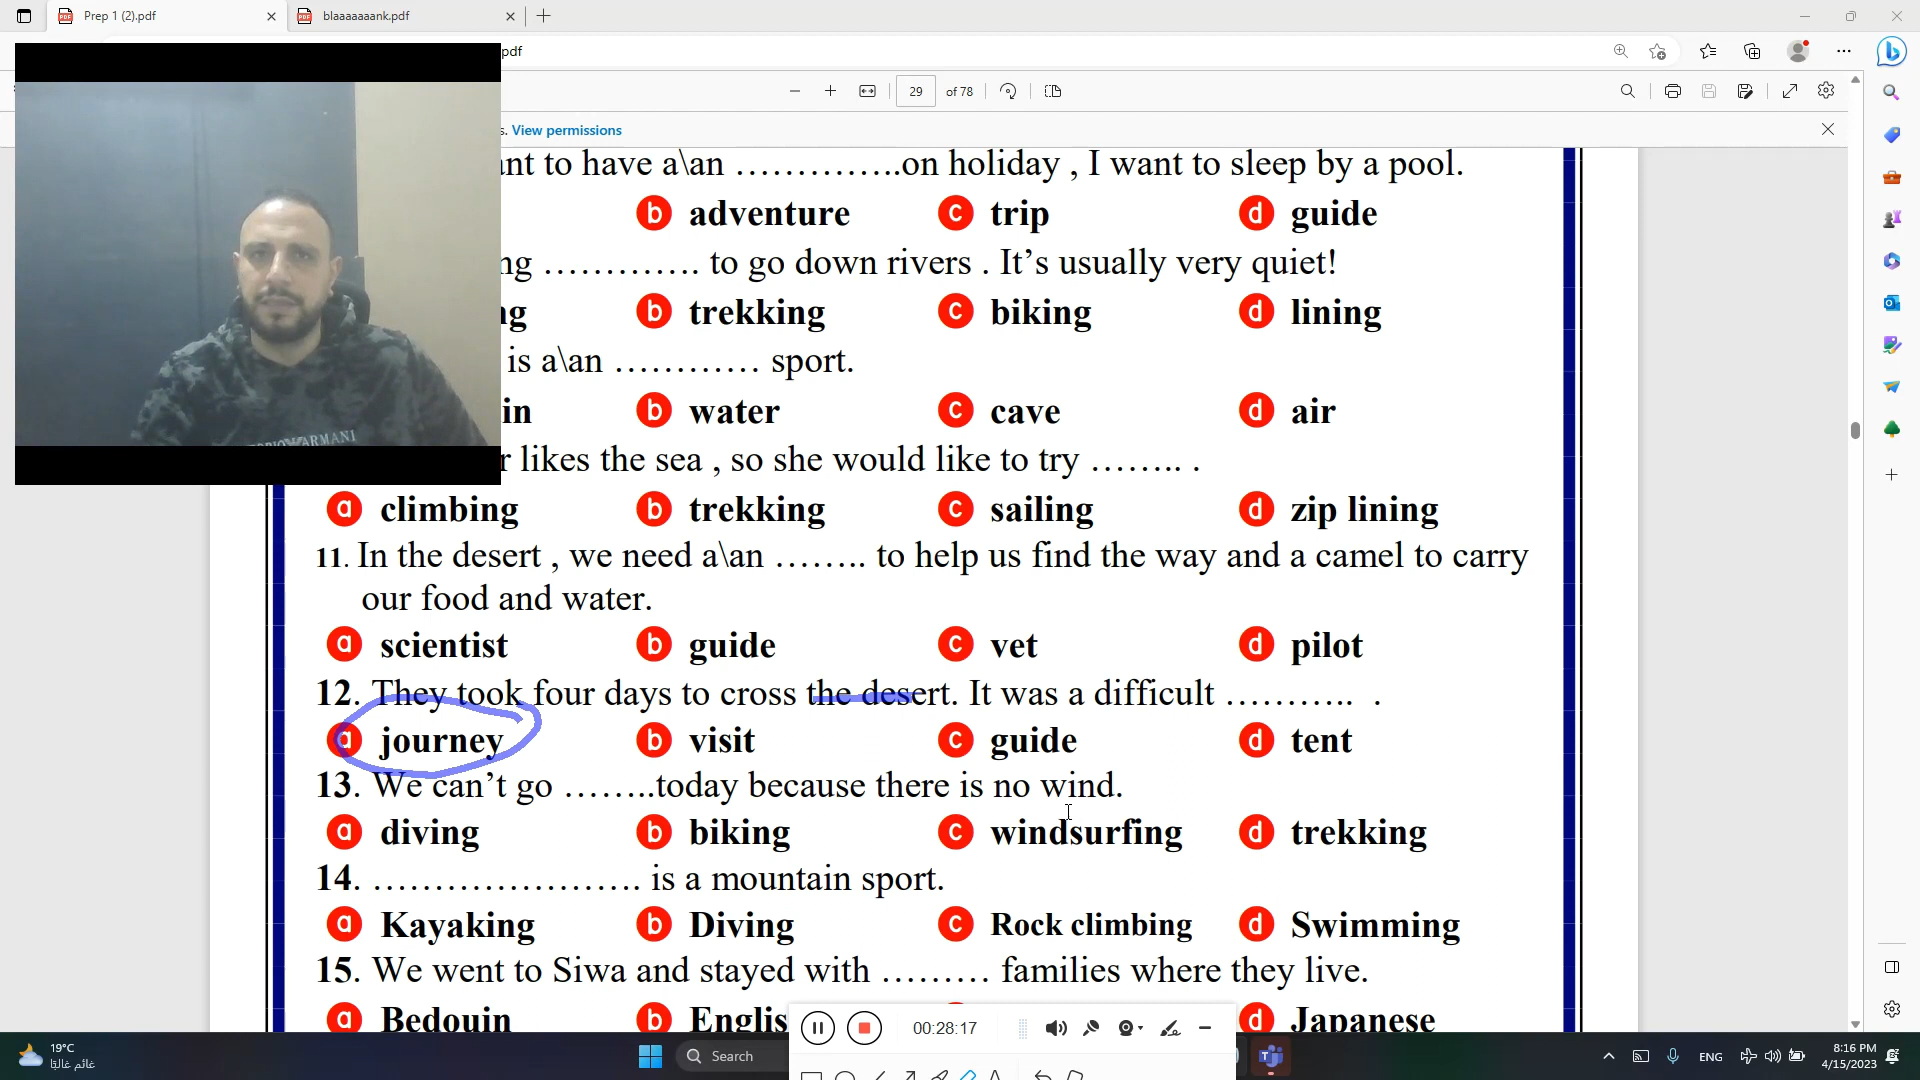 Prep 1 (2).pdf
blaaaaaaank.pdf
pdf
29 of 78
s. View permissions
ant to have a\an …………..on holiday , I want to sleep by a pool.
b adventure c trip d guide
ng …………. to go down rivers . It’s usually very quiet!
ng b trekking c biking d lining
is a\an ………… sport.
in b water c cave d air
r likes the sea , so she would like to try …….. .
a climbing b trekking c sailing d zip lining
11. In the desert , we need a\an …….. to help us find the way and a camel to carry
our food and water.
a scientist b guide c vet d pilot
12. They took four days to cross the desert. It was a difficult ……….. .
a journey b visit c guide d tent
13. We can’t go ……..today because there is no wind.
a diving b biking c windsurfing d trekking
14. …………………. is a mountain sport.
a Kayaking b Diving c Rock climbing d Swimming
15. We went to Siwa and stayed with ……… families where they live.
a Bedouin b Englis d Japanese
00:28:17
19°C
غائم غالبًا
Search
ENG
8:16 PM
4/15/2023